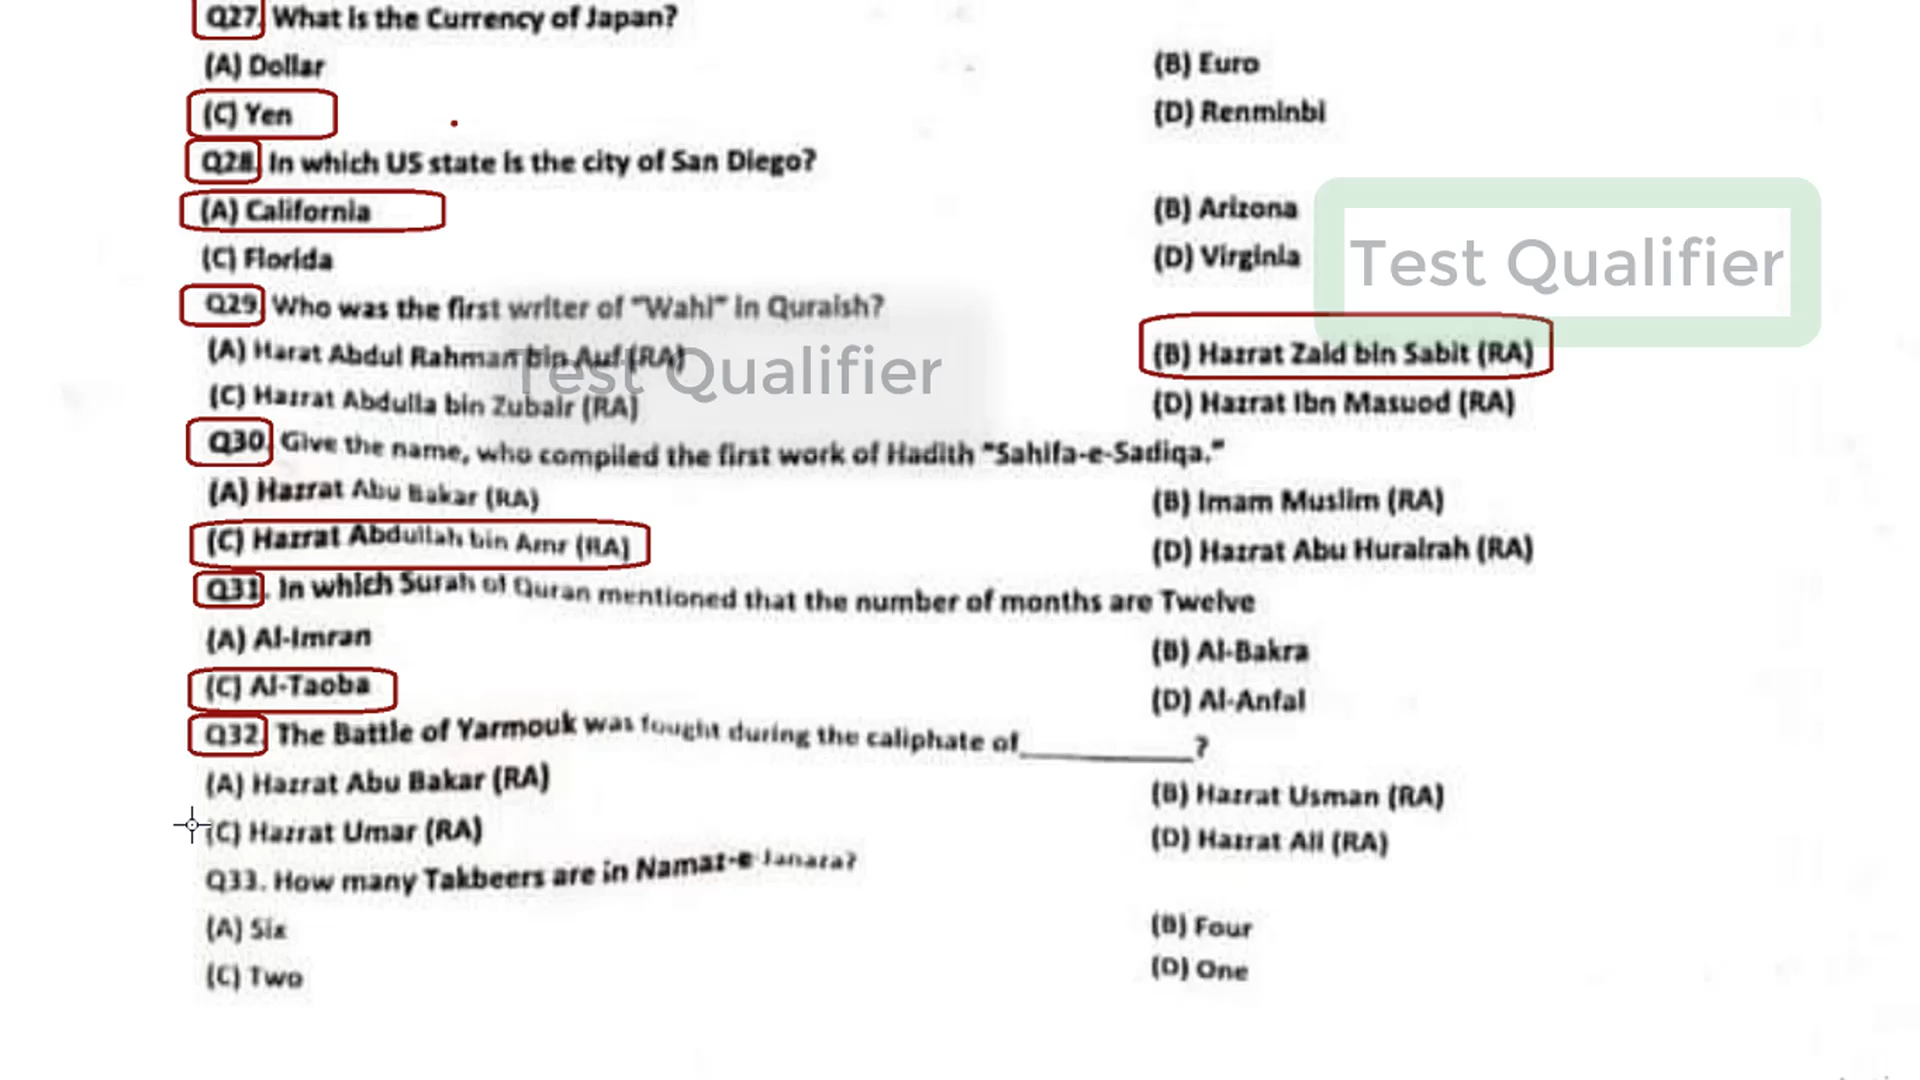 Q27. What is the Currency of Japan?
(A) Dollar (B) Euro
(C) Yen (D) Renminbi
Q28. In which US state is the city of San Diego?
(A) California (B) Arizona
(C) Florida (D) Virginia
Test Qualifier
Q29. Who was the first writer of "Wahi" in Quraish?
(A) Harat Abdul Rahman bin Auf (RA) (B) Hazrat Zaid bin Sabit (RA)
Test Qualifier
(C) Hazrat Abdulla bin Zubair (RA) (D) Hazrat Ibn Masuod (RA)
Q30. Give the name, who compiled the first work of Hadith "Sahifa-e-Sadiqa."
(A) Hazrat Abu Bakar (RA) (B) Imam Muslim (RA)
(C) Hazrat Abdullah bin Amr (RA) (D) Hazrat Abu Hurairah (RA)
Q31. In which Surah of Quran mentioned that the number of months are Twelve
(A) Al-Imran (B) Al-Bakra
(C) Al-Taoba (D) Al-Anfal
Q32. The Battle of Yarmouk was fought during the caliphate of__________?
(A) Hazrat Abu Bakar (RA) (B) Hazrat Usman (RA)
(C) Hazrat Umar (RA) (D) Hazrat Ali (RA)
Q33. How many Takbeers are in Namaz-e-Janaza?
(A) Six (B) Four
(C) Two (D) One